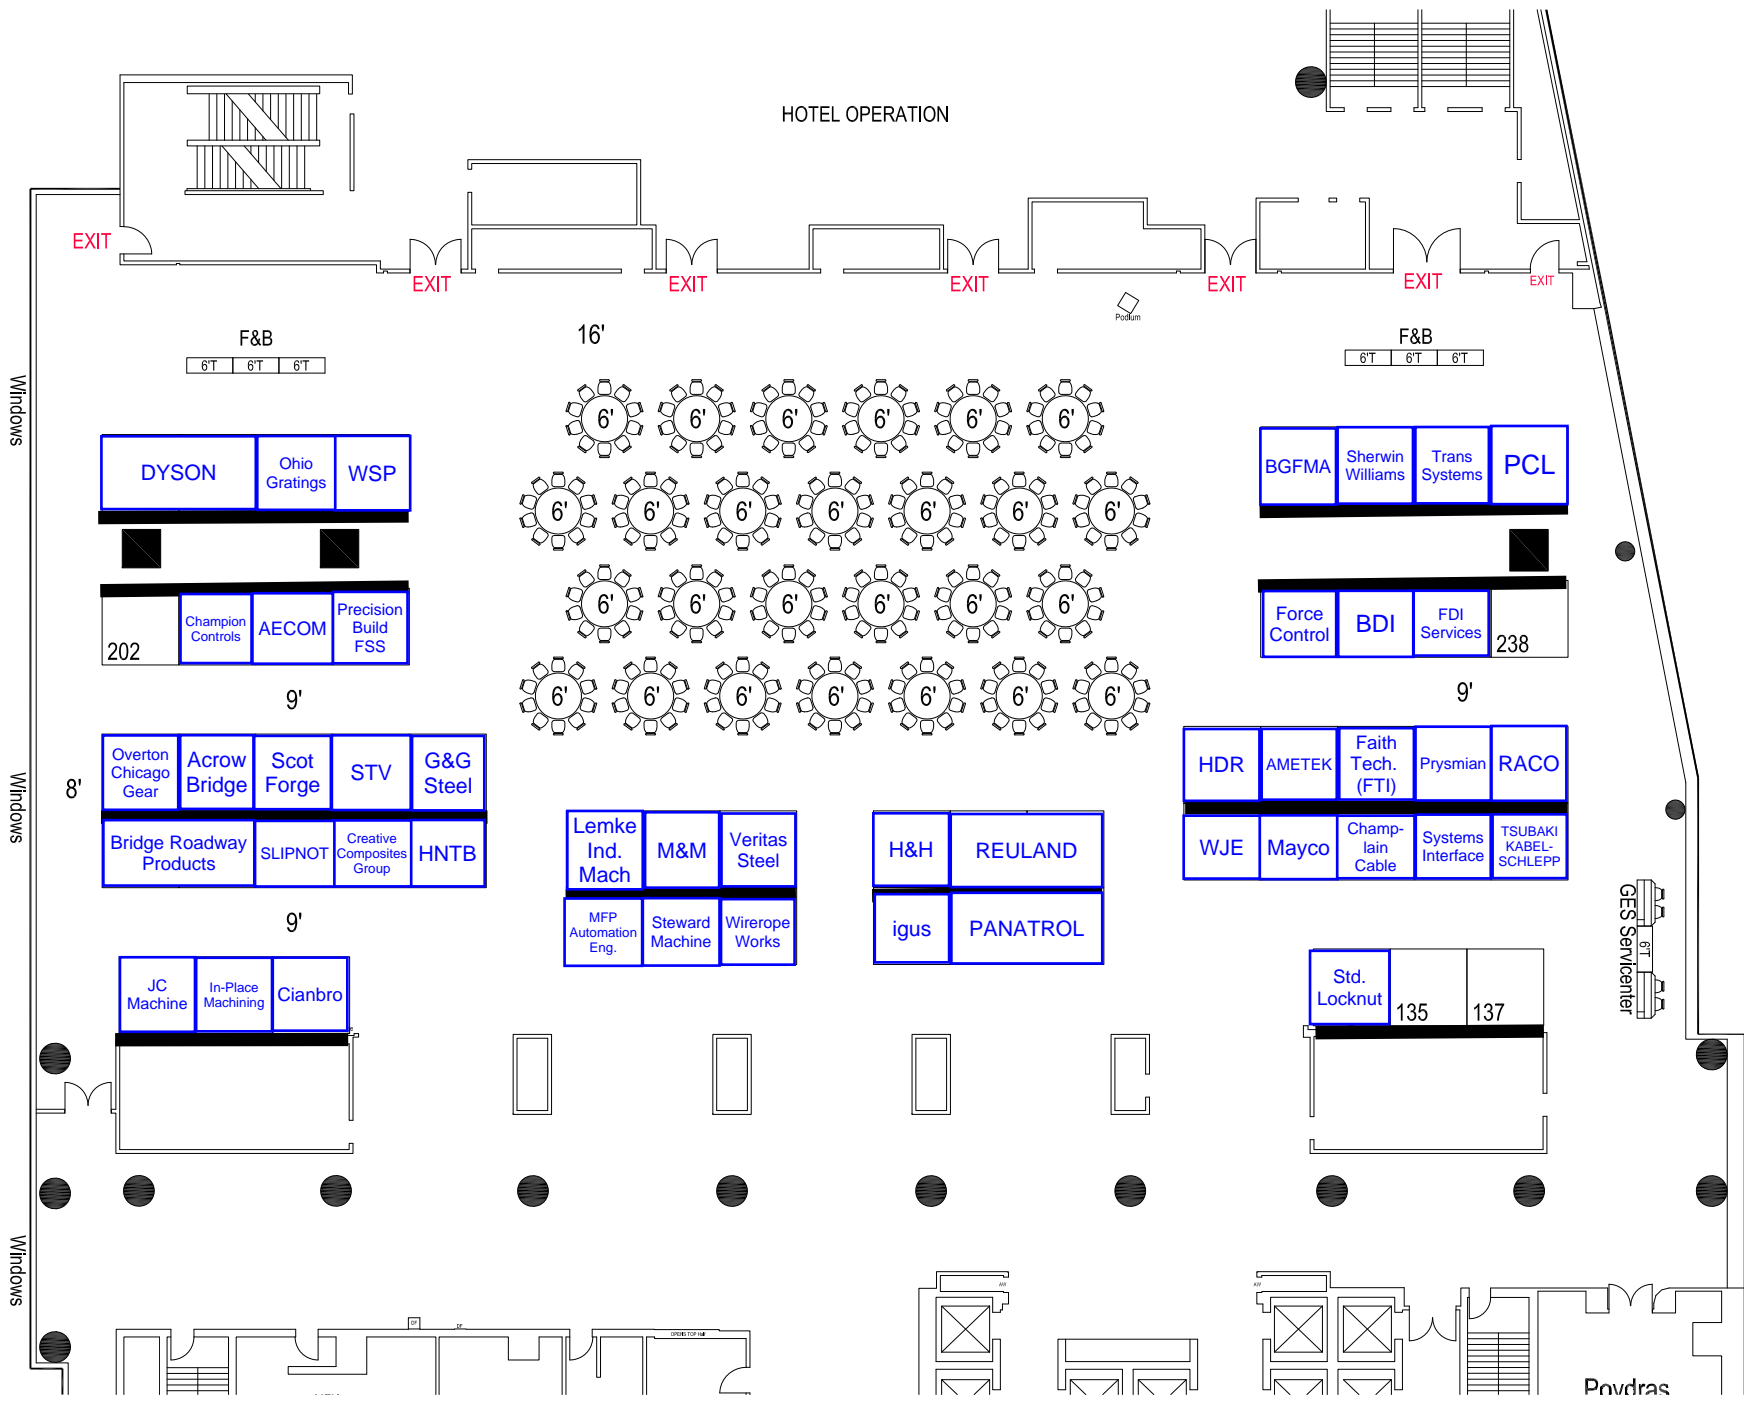 HOTEL OPERATION
EXIT
EXIT
EXIT
EXIT
EXIT
EXIT
EXIT
Podium
F&B
6'T 6'T 6'T
16'
F&B
6'T 6'T 6'T
Windows
DYSON
Ohio
Gratings
WSP
6' 6' 6' 6' 6' 6'
6' 6' 6' 6' 6' 6' 6'
6' 6' 6' 6' 6' 6'
6' 6' 6' 6' 6' 6' 6'
BGFMA
Sherwin
Williams
Trans
Systems
PCL
202
Champion
Controls
AECOM
Precision
Build
FSS
Force
Control
BDI
FDI
Services
238
9'
9'
Windows
8'
Overton
Chicago
Gear
Acrow
Bridge
Scot
Forge
STV
G&G
Steel
Bridge Roadway
Products
SLIPNOT
Creative
Composites
Group
HNTB
Lemke
Ind.
Mach
M&M
Veritas
Steel
MFP
Automation
Eng.
Steward
Machine
Wirerope
Works
H&H
REULAND
igus
PANATROL
HDR
AMETEK
Faith
Tech.
(FTI)
Prysmian
RACO
WJE
Mayco
Champ-
lain
Cable
Systems
Interface
TSUBAKI
KABEL-
SCHLEPP
9'
GES Servicenter
6'T
JC
Machine
In-Place
Machining
Cianbro
Std.
Locknut
135
137
Windows
DF
DF
OPENS TOP Half
Poydras